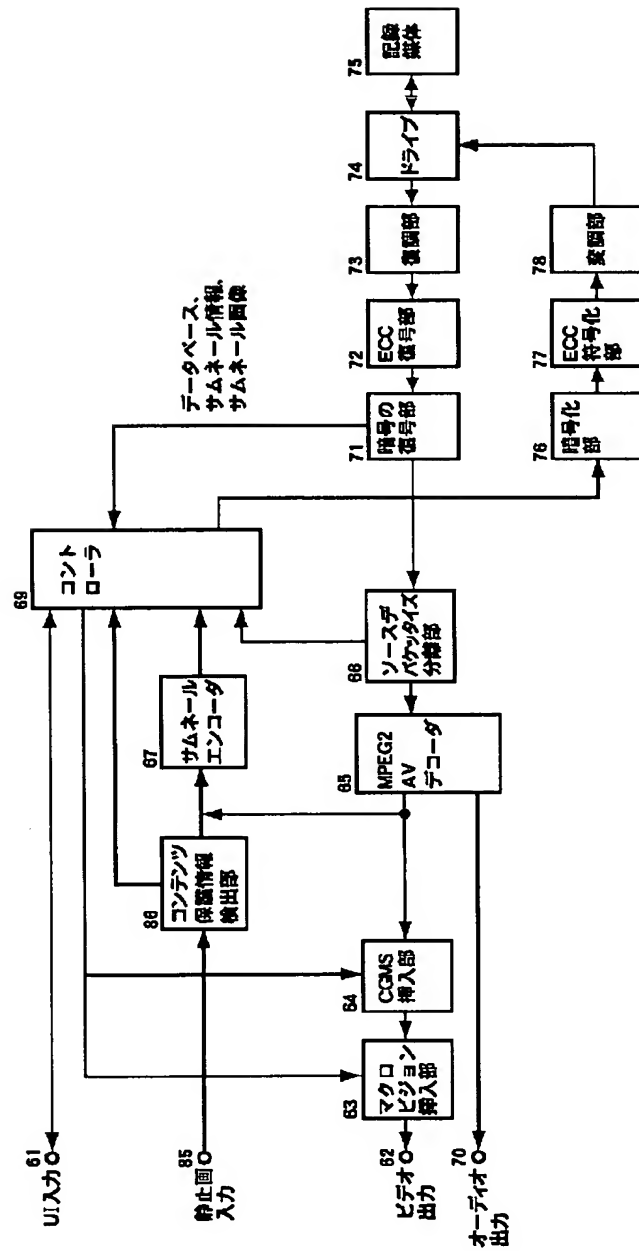 61
UI入力
85
静止画
入力
62
ビデオ
出力
70
オーディオ
出力
63
マクロ
ビジョン
挿入部
64
CGMS
挿入部
86
コンテンツ
保護情報
検出部
67
サムネール
エンコーダ
65
MPEG2
AV
デコーダ
66
ソースデ
パケッタイズ
分離部
69
コント
ローラ
データベース、
サムネール情報、
サムネール画像
71
暗号の
復号部
72
ECC
復号部
73
復調部
74
ドライブ
75
記録
媒体
76
暗号化
部
77
ECC
符号化
部
78
変調部